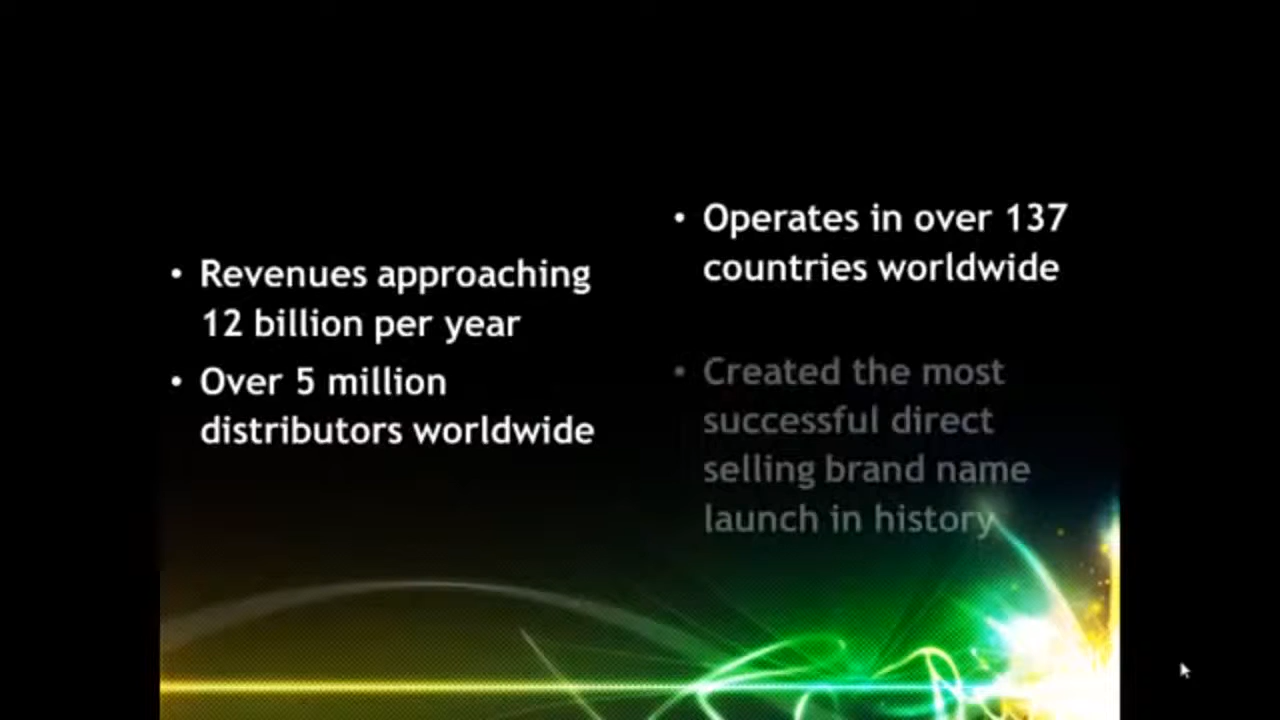 • Revenues approaching
12 billion per year
• Over 5 million
distributors worldwide
• Operates in over 137
countries worldwide
• Created the most
successful direct
selling brand name
launch in history